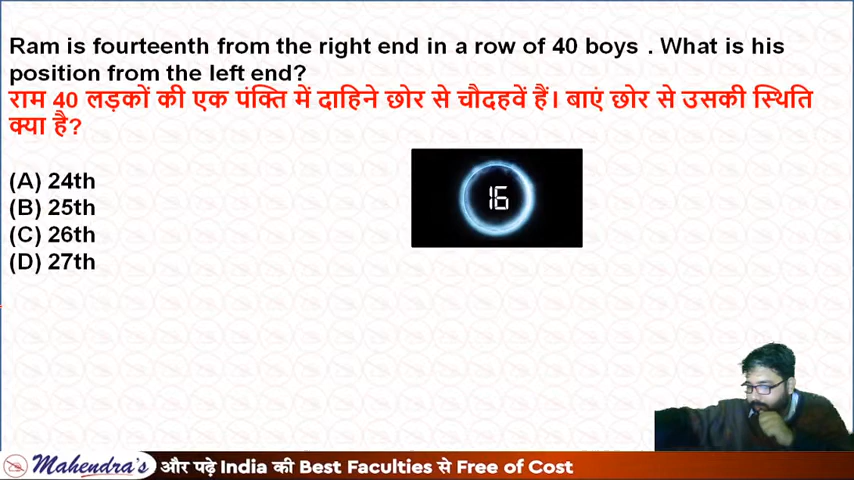 Ram is fourteenth from the right end in a row of 40 boys . What is his
position from the left end?
राम 40 लड़कों की एक पंक्ति में दाहिने छोर से चौदहवें हैं। बाएं छोर से उसकी स्थिति
क्या है?
(A) 24th
(B) 25th
(C) 26th
(D) 27th
16
Mahendra's और पढ़े India की Best Faculties से Free of Cost